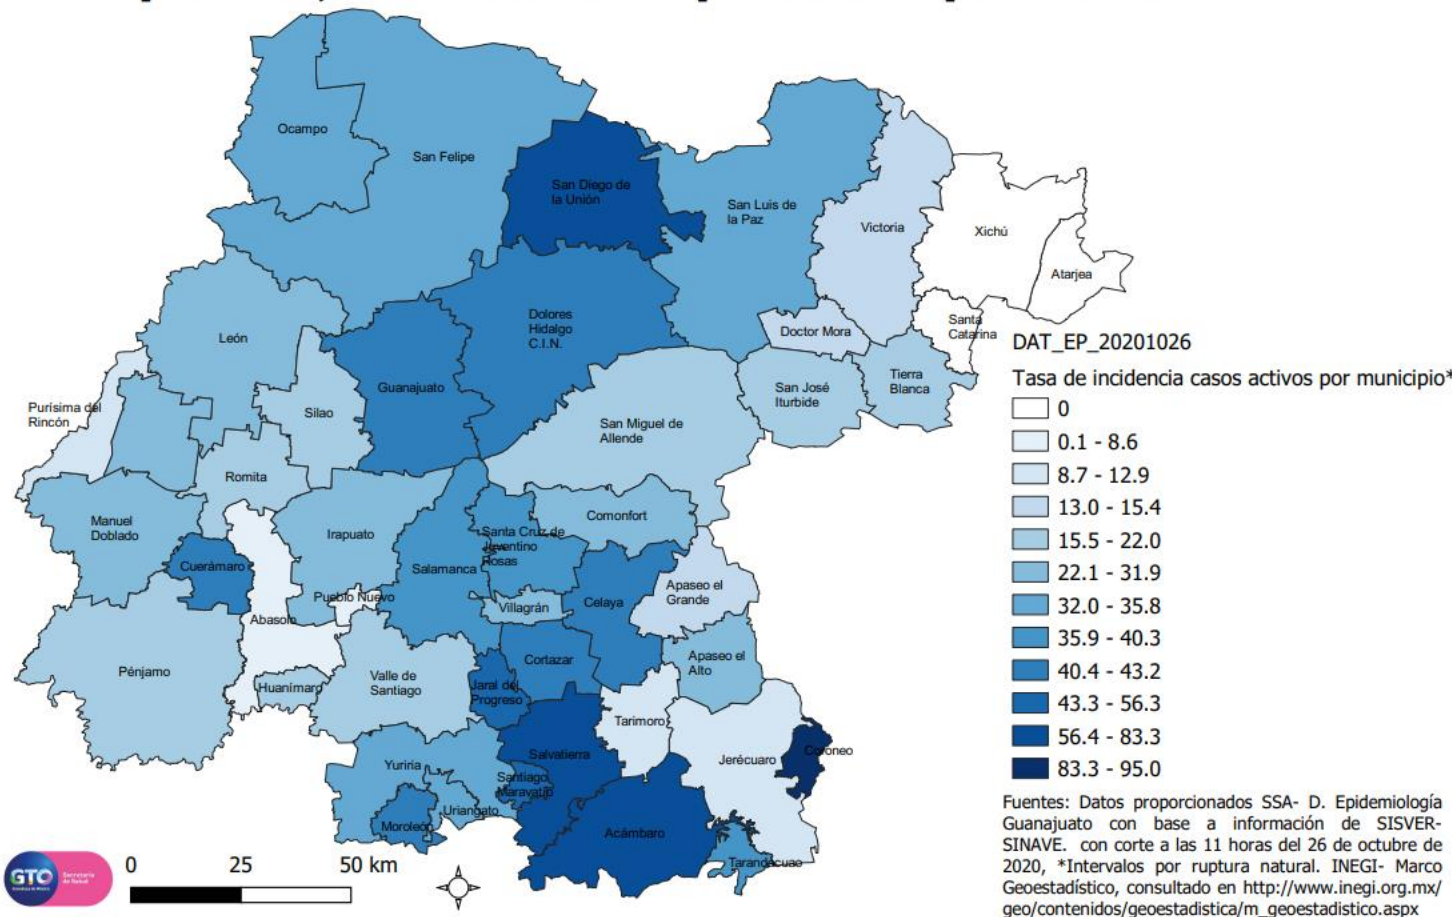 Ocampo
San Felipe
San Diego de
la Unión
San Luis de
la Paz
Victoria
Xichú
Atarjea
Santa
Catarina
León
Dolores
Hidalgo
C.I.N.
Doctor Mora
Guanajuato
Silao
San José
Iturbide
Tierra
Blanca
Purísima del
Rincón
San Miguel de
Allende
Romita
Manuel
Doblado
Irapuato
Comonfort
Santa Cruz de
Juventino
Rosas
Cuerámaro
Salamanca
Apaseo el
Grande
Pueblo Nuevo
Villagrán
Celaya
Abasolo
Pénjamo
Cortazar
Apaseo el
Alto
Huanímaro
Valle de
Santiago
Jaral del
Progreso
Tarimoro
Salvatierra
Jerécuaro
Coroneo
Yuriria
Santiago
Maravatío
Uriangato
Moroleón
Acámbaro
Tarandacuao
DAT_EP_20201026
Tasa de incidencia casos activos por municipio*
0
0.1 - 8.6
8.7 - 12.9
13.0 - 15.4
15.5 - 22.0
22.1 - 31.9
32.0 - 35.8
35.9 - 40.3
40.4 - 43.2
43.3 - 56.3
56.4 - 83.3
83.3 - 95.0
Fuentes: Datos proporcionados SSA- D. Epidemiología
Guanajuato con base a información de SISVER-
SINAVE. con corte a las 11 horas del 26 de octubre de
2020, *Intervalos por ruptura natural. INEGI- Marco
Geoestadístico, consultado en http://www.inegi.org.mx/
geo/contenidos/geoestadistica/m_geoestadistico.aspx
GTO
Secretaría
de Salud
0 25 50 km